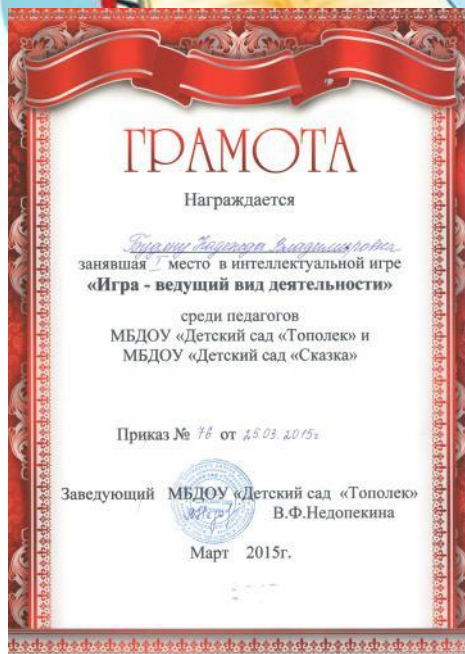 ГРАМОТА
Награждается
Надежда Владимировна
занявшая I место в интеллектуальной игре
«Игра - ведущий вид деятельности»
среди педагогов
МБДОУ «Детский сад «Тополек» и
МБДОУ «Детский сад «Сказка»
Приказ № 76 от 25.03.2015г
Заведующий МБДОУ «Детский сад «Тополек»
В.Ф.Недопекина
Март 2015г.